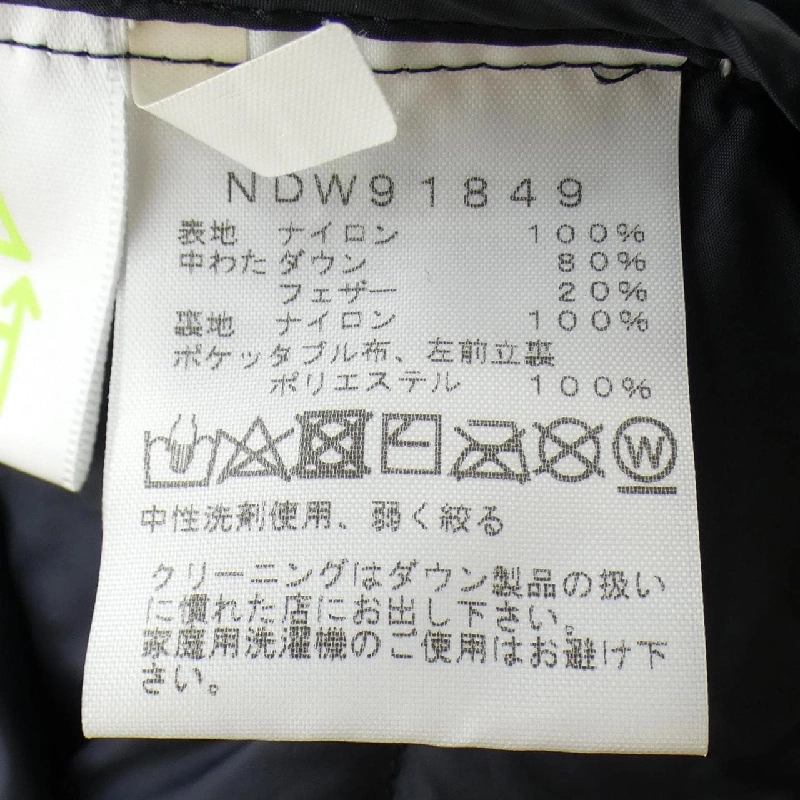 NDW91849
表地 ナイロン 100%
中わた ダウン 80%
フェザー 20%
裏地 ナイロン 100%
ポケッタブル布、左前立裏
ポリエステル 100%
W
中性洗剤使用、弱く絞る
クリーニングはダウン製品の扱い
に慣れた店にお出し下さい。
家庭用洗濯機のご使用はお避け下
さい。